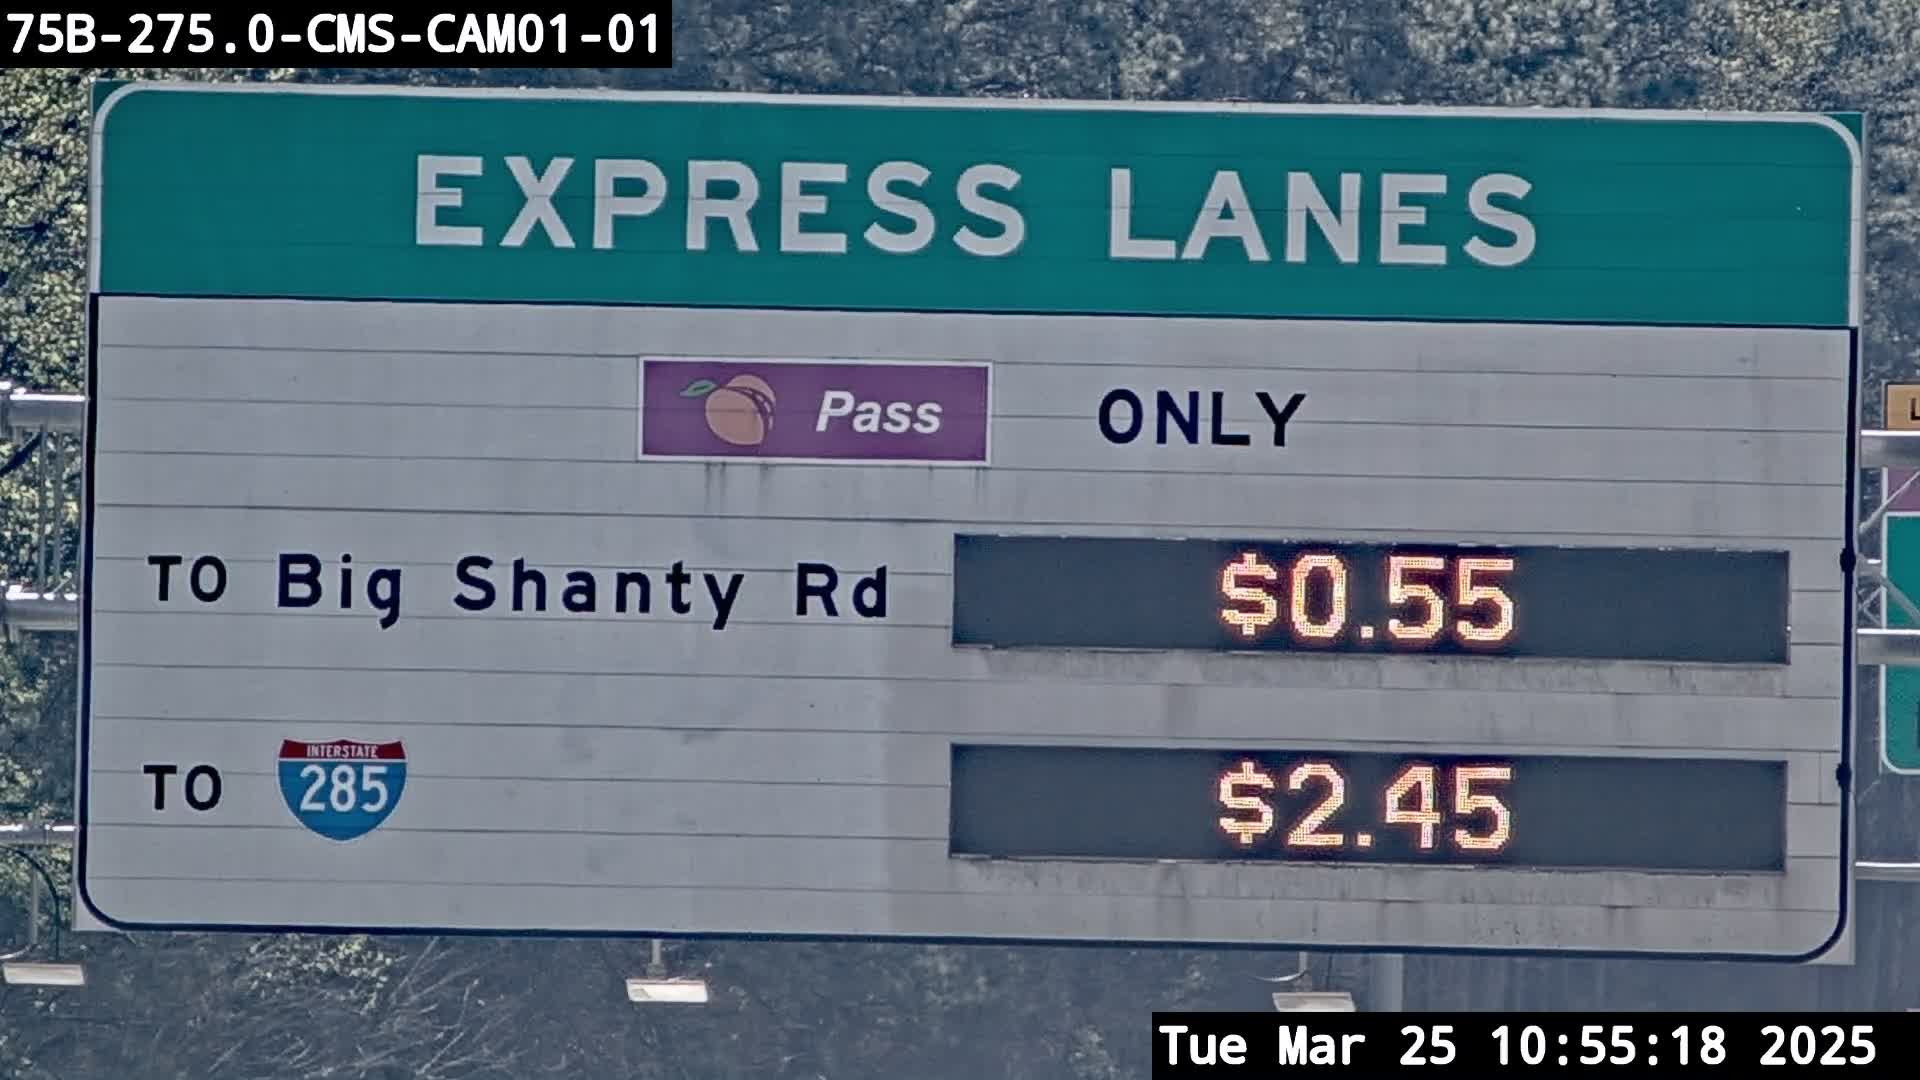 75B-275.0-CMS-CAM01-01
EXPRESS LANES
Pass ONLY
TO Big Shanty Rd $0.55
TO INTERSTATE 285 $2.45
Tue Mar 25 10:55:18 2025